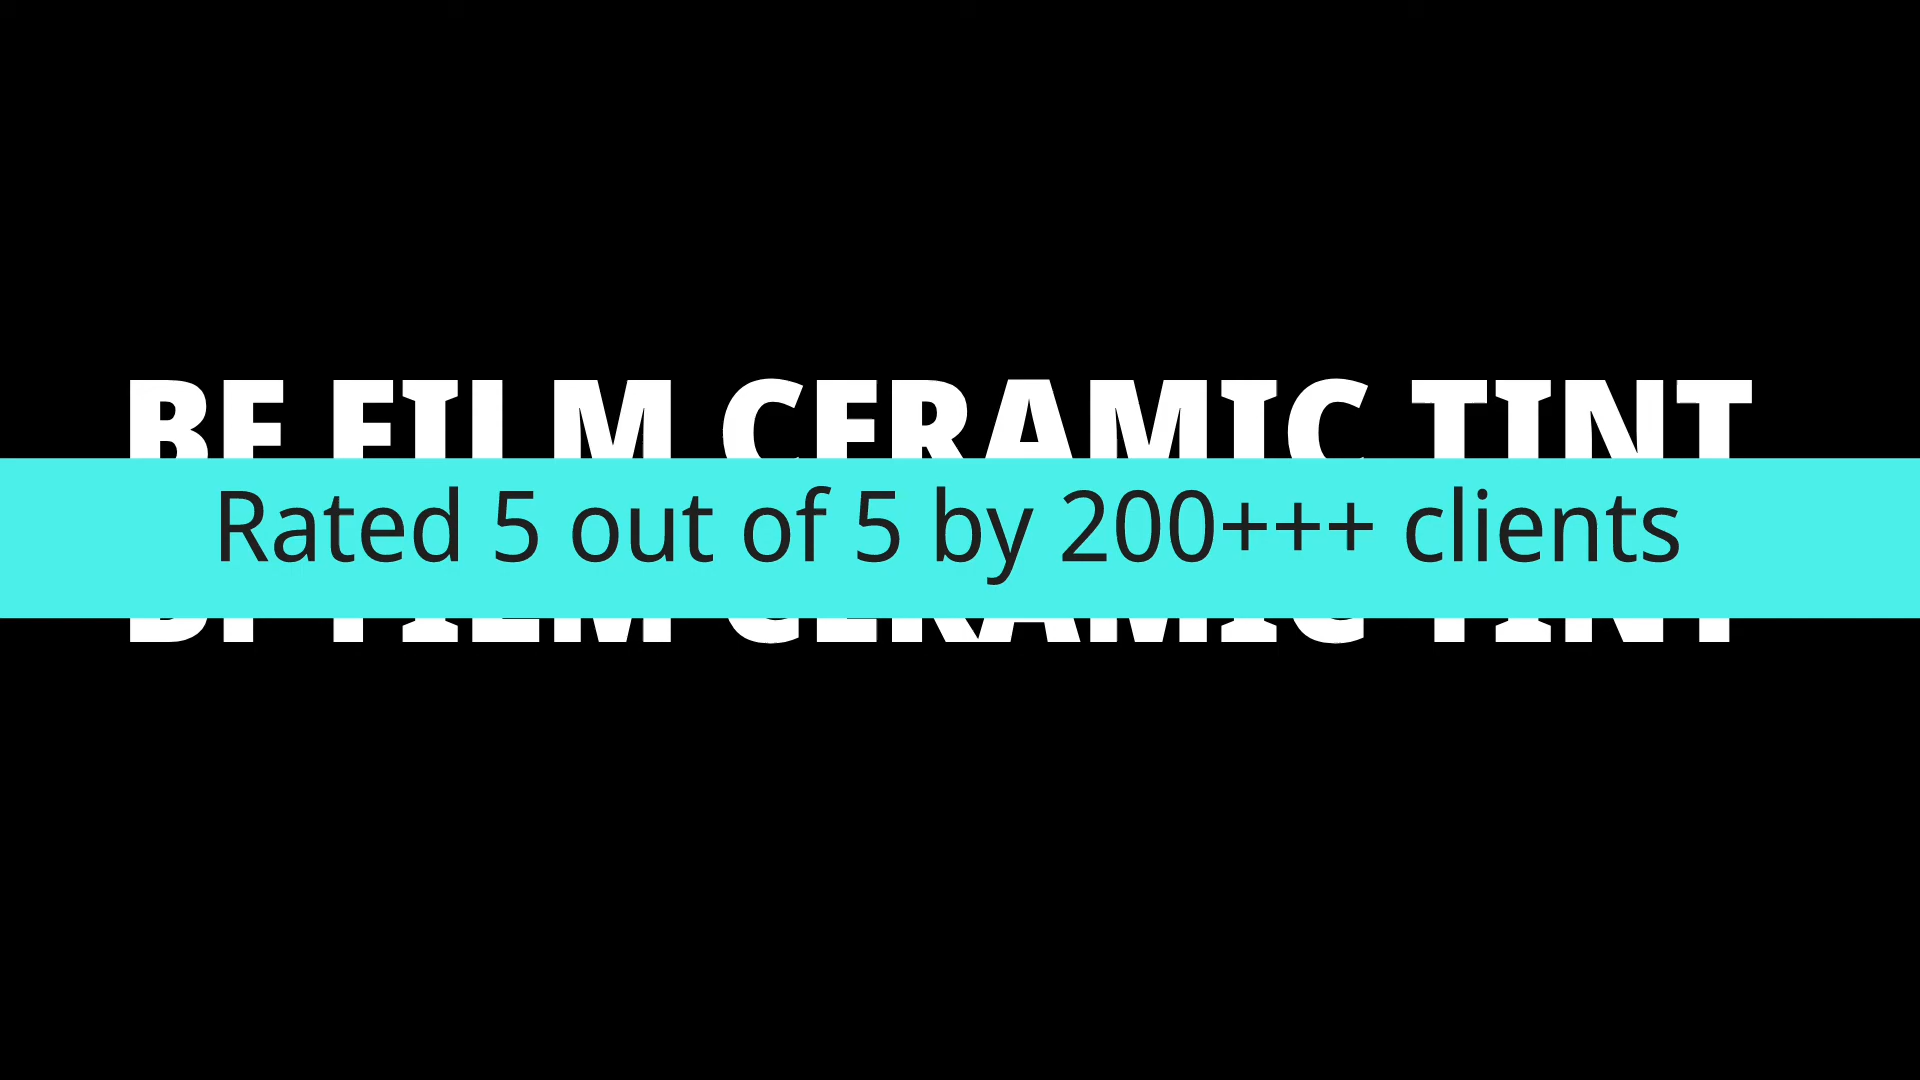 BF FILM CERAMIC TINT
Rated 5 out of 5 by 200+++ clients